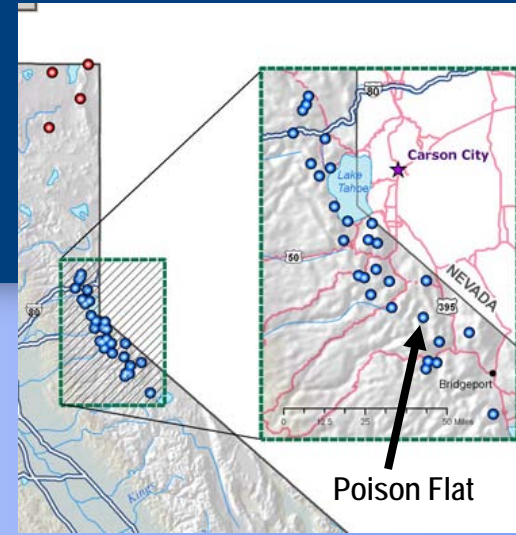 80
Carson City
Lake
Tahoe
50
NEVADA
395
80
Bridgeport
0 12.5 25 50 Miles
Kings
Poison Flat